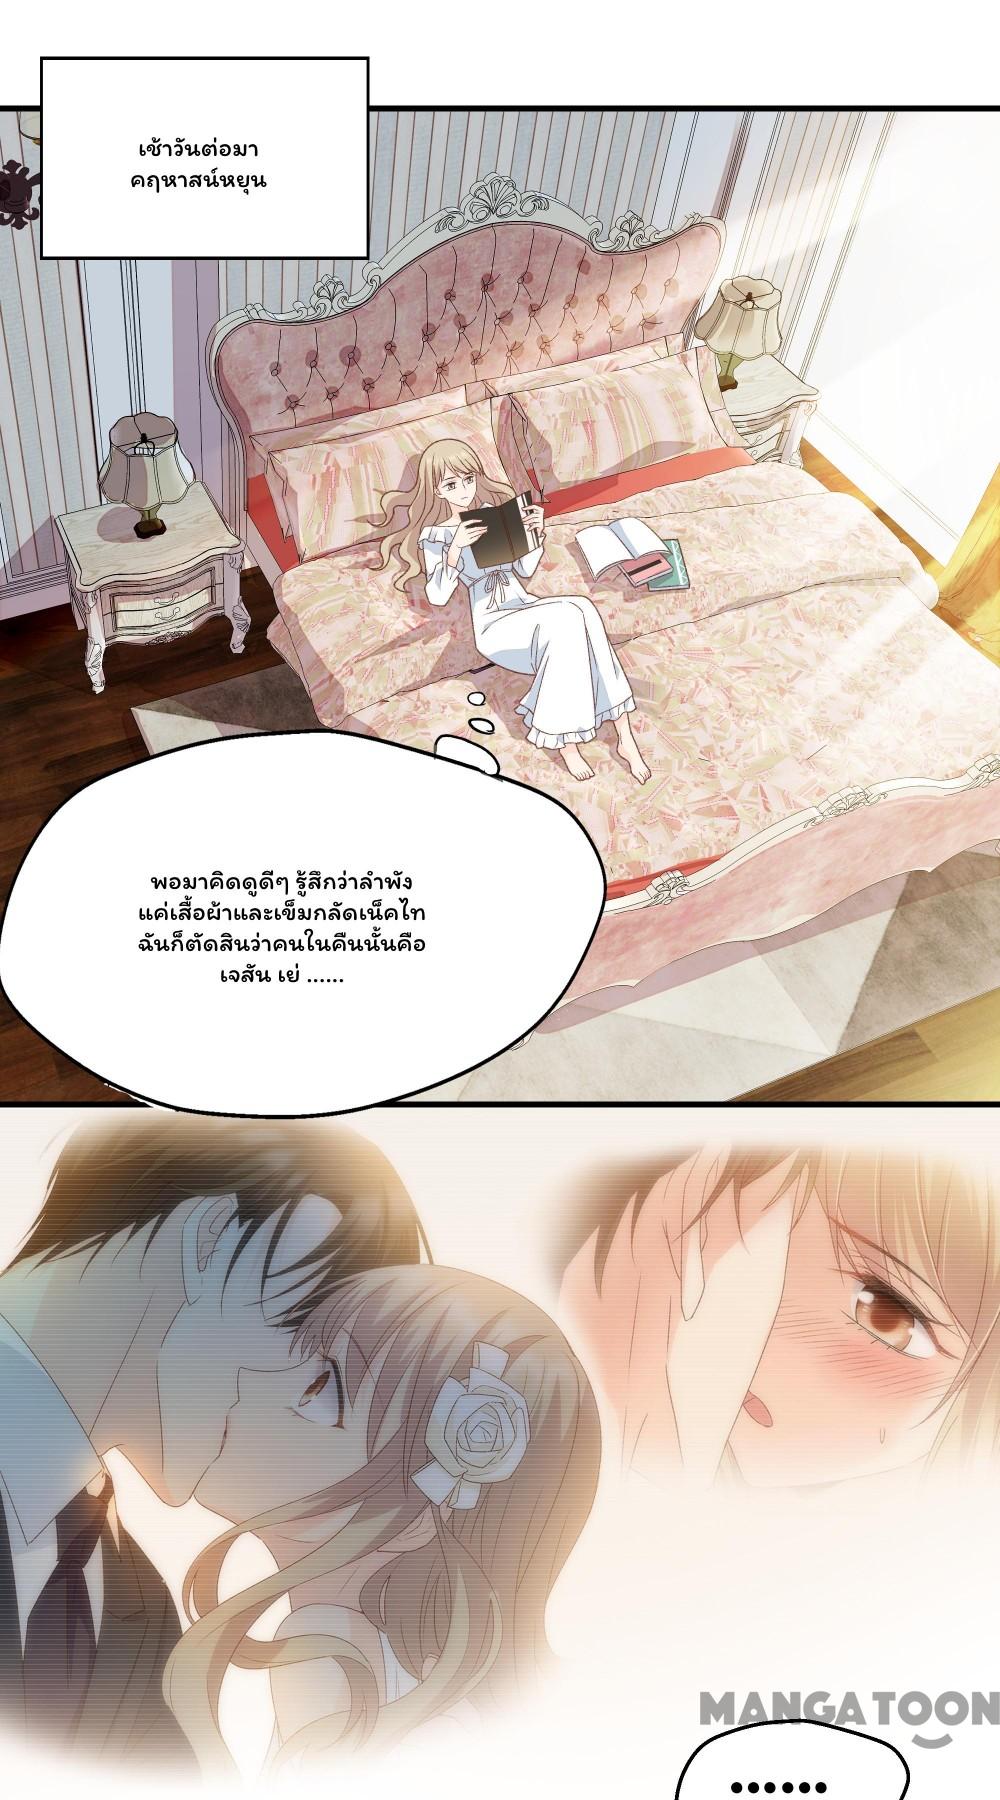 เช้าวันต่อมา
คฤหาสน์หยุน
พอมาคิดดูดีๆ รู้สึกว่าลำพัง
แค่เสื้อผ้าและเข็มกลัดเน็คไท
ฉันก็ตัดสินว่าคนในคืนนั้นคือ
เจสัน เย่ ......
MANGATOON
......